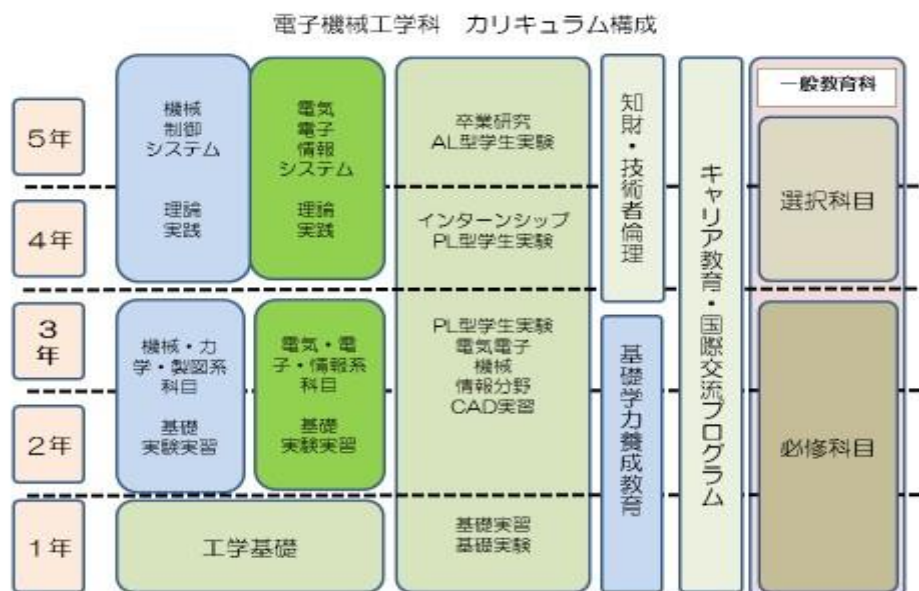 電子機械工学科　カリキュラム構成
5年
4年
3
年
2年
1年
機械
制御
システム
理論
実践
電気
電子
情報
システム
理論
実践
機械・力
学・製図系
科目
基礎
実験実習
電気・電
子・情報系
科目
基礎
実験実習
工学基礎
卒業研究
AL型学生実験
インターンシップ
PL型学生実験
PL型学生実験
電気電子
機械
情報分野
CAD実習
基礎実習
基礎実験
知財・技術者倫理
基礎学力養成教育
キャリア教育・国際交流プログラム
一般教育科
選択科目
必修科目